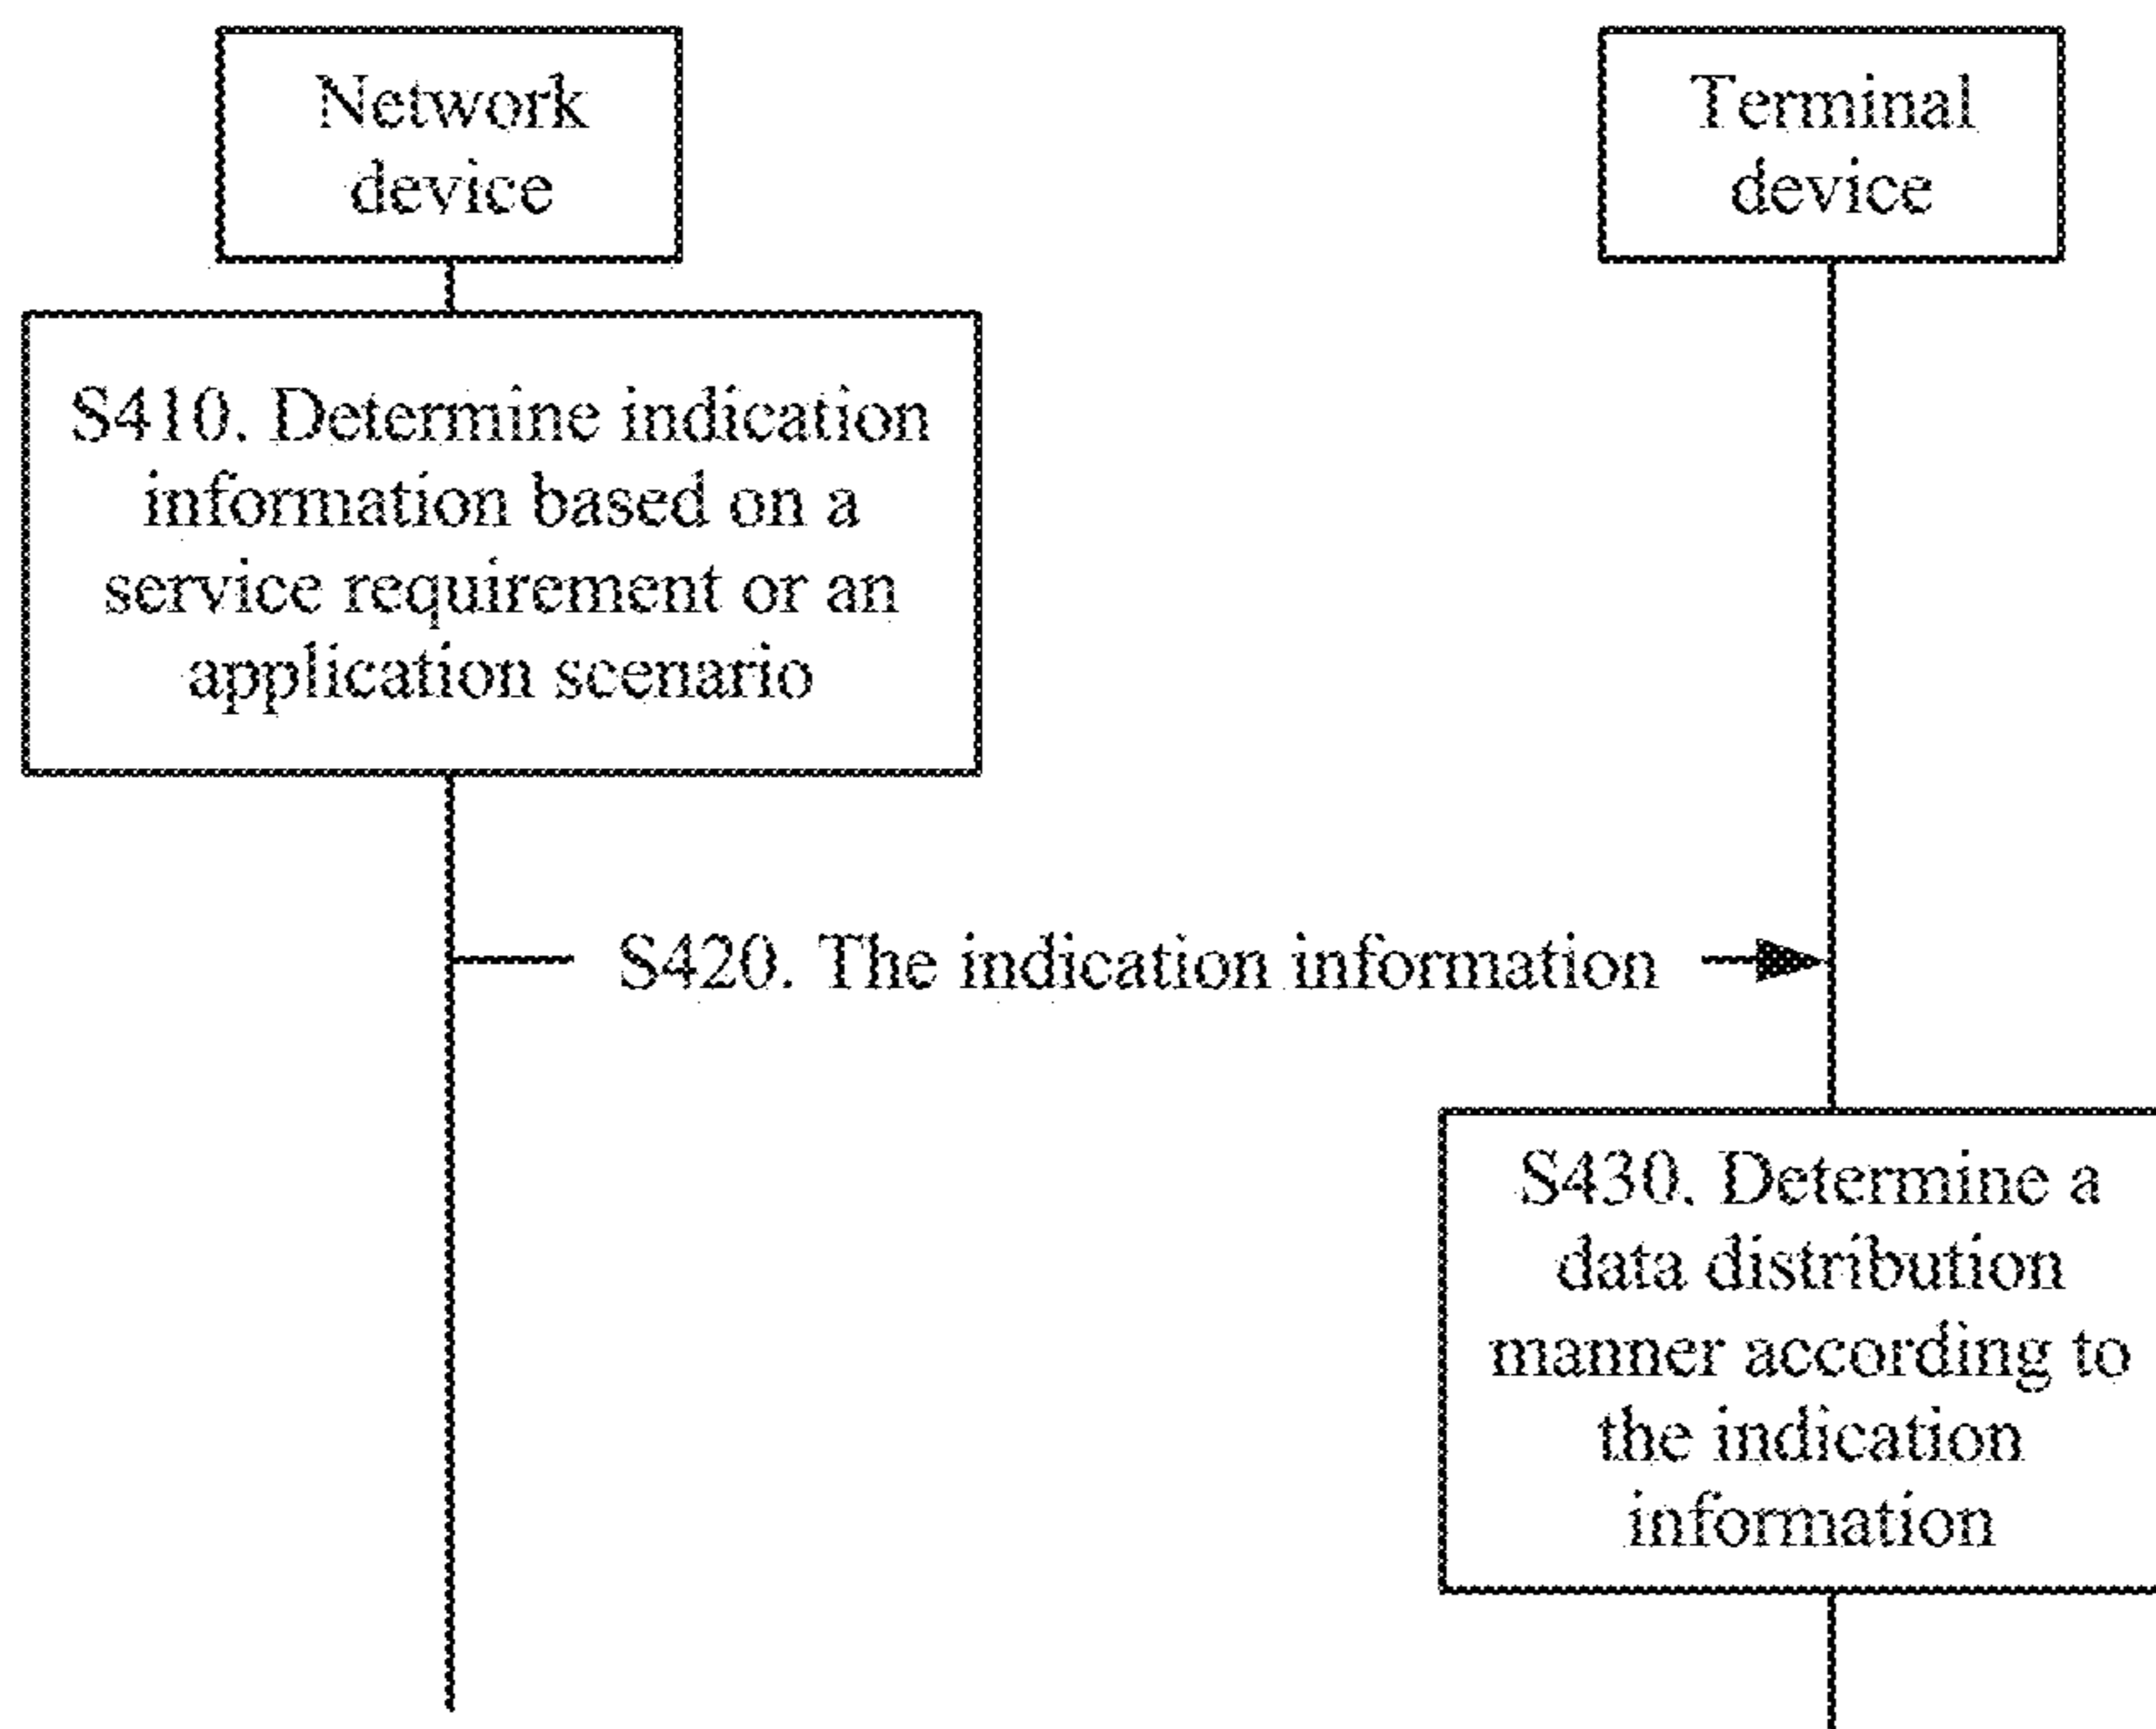 Network
device
Terminal
device
S410. Determine indication
information based on a
service requirement or an
application scenario
S420. The indication information
S430. Determine a
data distribution
manner according to
the indication
information